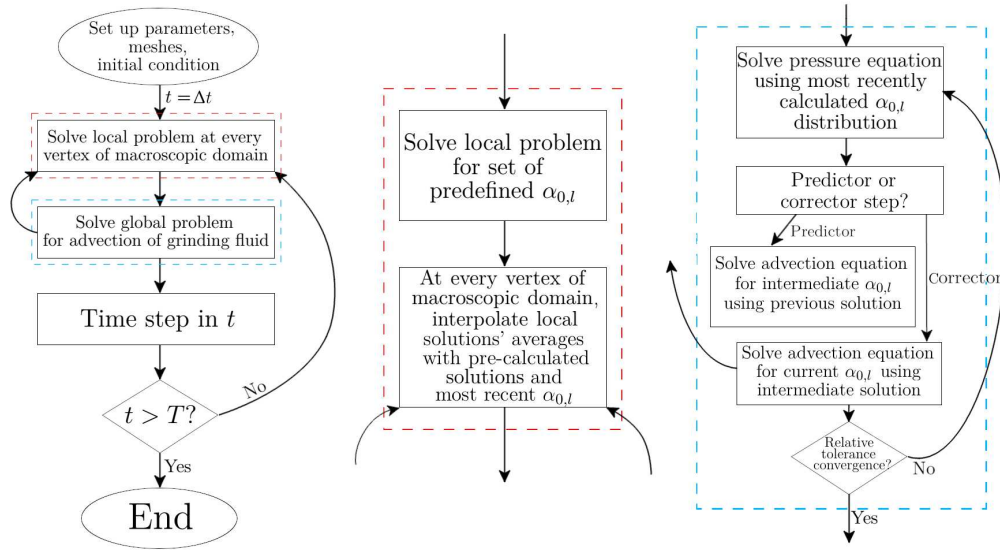 Set up parameters,
meshes,
initial condition
t = Δt
Solve local problem at every
vertex of macroscopic domain
Solve global problem
for advection of grinding fluid
Time step in t
t > T?
No
Yes
End
Solve local problem
for set of
predefined α₀,ₗ
At every vertex of
macroscopic domain,
interpolate local
solutions' averages
with pre-calculated
solutions and
most recent α₀,ₗ
Solve pressure equation
using most recently
calculated α₀,ₗ
distribution
Predictor or
corrector step?
Predictor
Solve advection equation
for intermediate α₀,ₗ
using previous solution
Corrector
Solve advection equation
for current α₀,ₗ using
intermediate solution
Relative
tolerance
convergence?
No
Yes